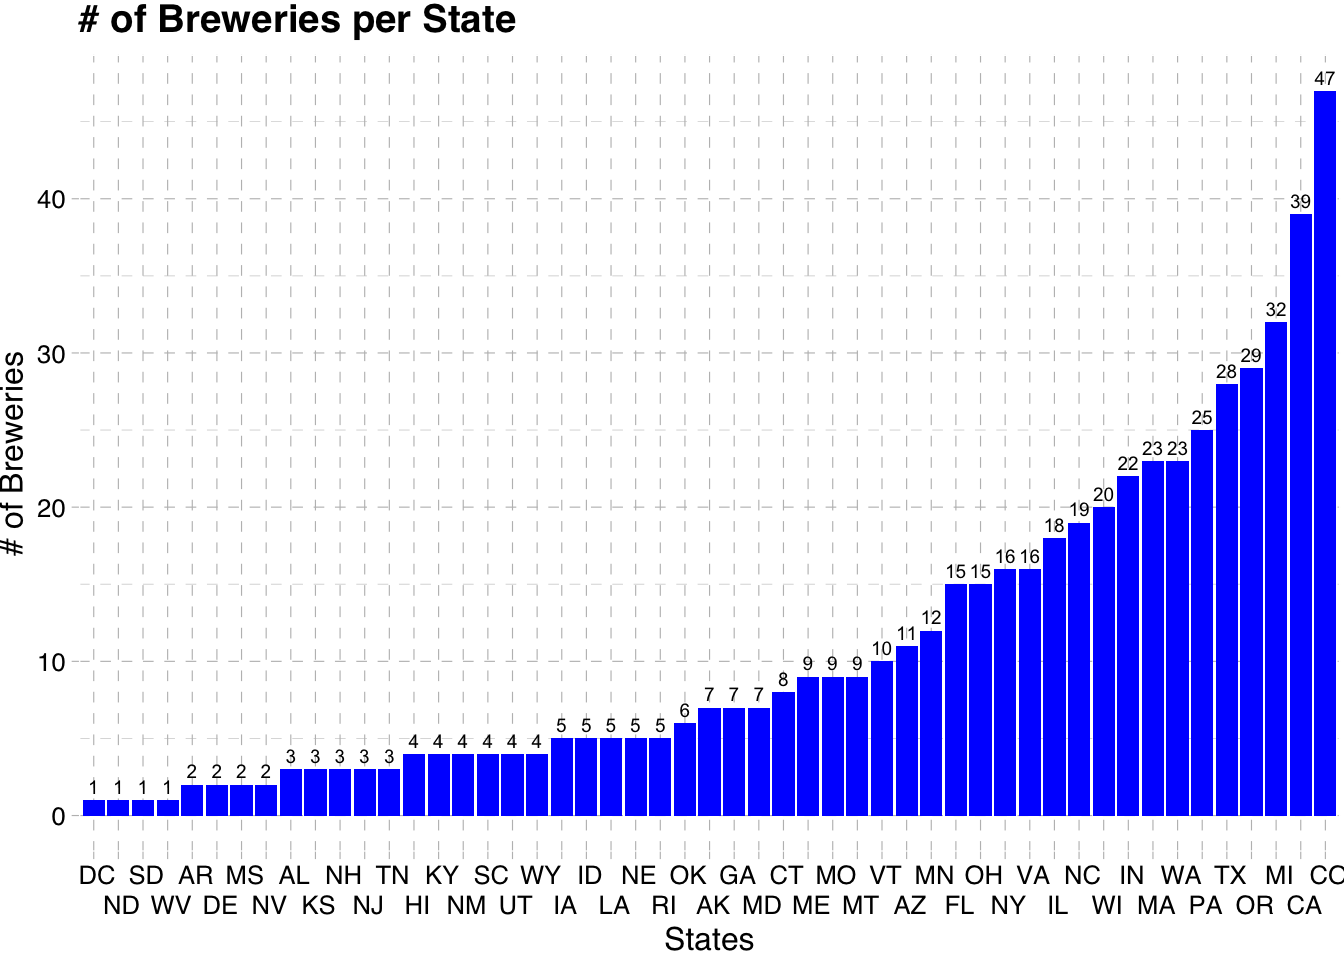 # of Breweries per State
# of Breweries
47
39
32
29
28
25
23 23
22
20
19
18
16 16
15 15
12
11
10
9 9 9
8
7 7 7
6
5 5 5 5 5
4 4 4 4 4 4
3 3 3 3 3
2 2 2 2
1 1 1 1
40
30
20
10
0
DC SD AR MS AL NH TN KY SC WY ID NE OK GA CT MO VT MN OH VA NC IN WA TX MI CO
ND WV DE NV KS NJ HI NM UT IA LA RI AK MD ME MT AZ FL NY IL WI MA PA OR CA
States